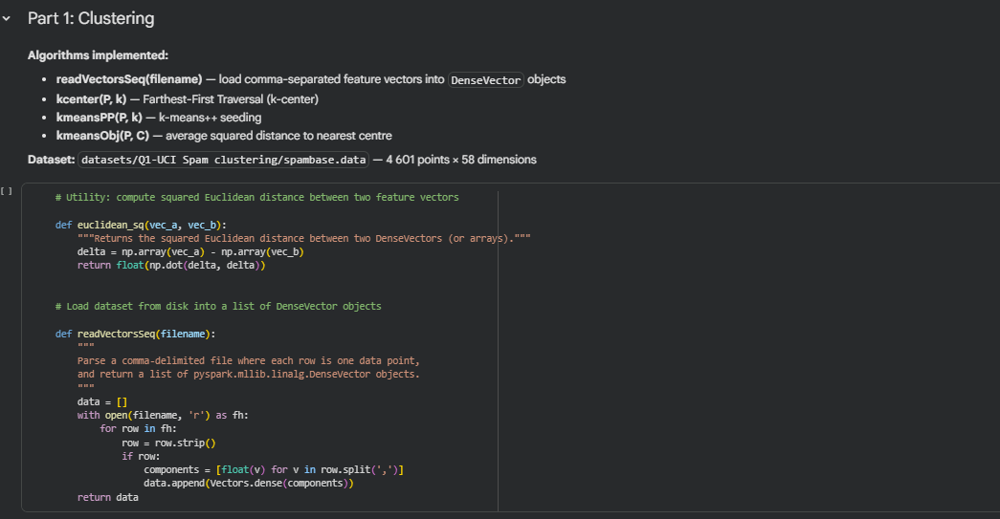 Part 1: Clustering
Algorithms implemented:
• readVectorsSeq(filename) — load comma-separated feature vectors into DenseVector objects
• kcenter(P, k) — Farthest-First Traversal (k-center)
• kmeansPP(P, k) — k-means++ seeding
• kmeansObj(P, C) — average squared distance to nearest centre
Dataset: datasets/Q1-UCI Spam clustering/spambase.data — 4 601 points × 58 dimensions
[ ]
# Utility: compute squared Euclidean distance between two feature vectors
def euclidean_sq(vec_a, vec_b):
    """Returns the squared Euclidean distance between two DenseVectors (or arrays)."""
    delta = np.array(vec_a) - np.array(vec_b)
    return float(np.dot(delta, delta))
# Load dataset from disk into a list of DenseVector objects
def readVectorsSeq(filename):
    """
    Parse a comma-delimited file where each row is one data point,
    and return a list of pyspark.mllib.linalg.DenseVector objects.
    """
    data = []
    with open(filename, 'r') as fh:
        for row in fh:
            row = row.strip()
            if row:
                components = [float(v) for v in row.split(',')]
                data.append(Vectors.dense(components))
    return data